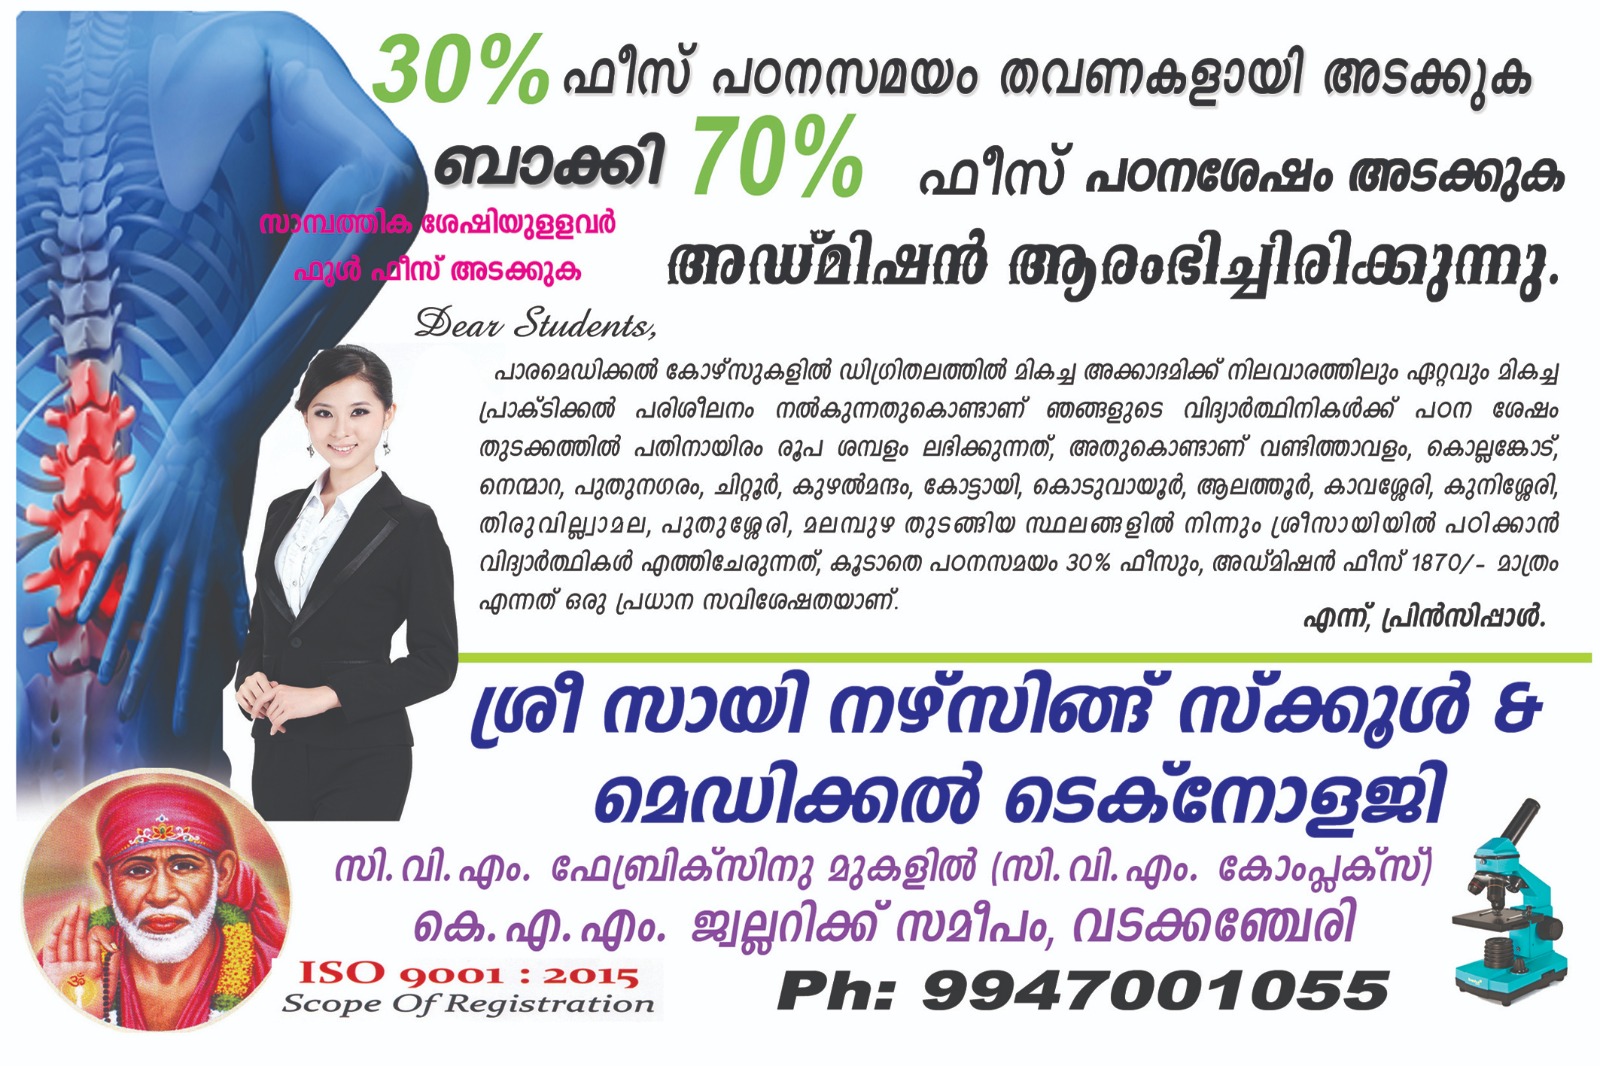 30% ഫീസ് പഠനസമയം തവണകളായി അടക്കുക
ബാക്കി 70% ഫീസ് പഠനശേഷം അടക്കുക
സാമ്പത്തിക ശേഷിയുളളവർ
ഫുൾ ഫീസ് അടക്കുക
അഡ്മിഷൻ ആരംഭിച്ചിരിക്കുന്നു.
Dear Students,
പാരമെഡിക്കൽ കോഴ്സുകളിൽ ഡിഗ്രിതലത്തിൽ മികച്ച അക്കാദമിക്ക് നിലവാരത്തിലും ഏറ്റവും മികച്ച
പ്രാക്ടിക്കൽ പരിശീലനം നൽകുന്നതുകൊണ്ടാണ് ഞങ്ങളുടെ വിദ്യാർത്ഥിനികൾക്ക് പഠന ശേഷം
തുടക്കത്തിൽ പതിനായിരം രൂപ ശമ്പളം ലഭിക്കുന്നത്, അതുകൊണ്ടാണ് വണ്ടിത്താവളം, കൊല്ലങ്കോട്,
നെന്മാറ, പുതുനഗരം, ചിറ്റൂർ, കുഴൽമന്ദം, കോട്ടായി, കൊടുവായൂർ, ആലത്തൂർ, കാവശ്ശേരി, കുനിശ്ശേരി,
തിരുവില്ല്വാമല, പുതുശ്ശേരി, മലമ്പുഴ തുടങ്ങിയ സ്ഥലങ്ങളിൽ നിന്നും ശ്രീസായിയിൽ പഠിക്കാൻ
വിദ്യാർത്ഥികൾ എത്തിചേരുന്നത്, കൂടാതെ പഠനസമയം 30% ഫീസും, അഡ്മിഷൻ ഫീസ് 1870/- മാത്രം
എന്നത് ഒരു പ്രധാന സവിശേഷതയാണ്.
എന്ന്, പ്രിൻസിപ്പാൾ.
ശ്രീ സായി നഴ്സിങ്ങ് സ്ക്കൂൾ &
മെഡിക്കൽ ടെക്നോളജി
സി.വി.എം. ഫേബ്രിക്സിനു മുകളിൽ (സി.വി.എം. കോംപ്ലക്സ്)
കെ.എ.എം. ജ്വല്ലറിക്ക് സമീപം, വടക്കഞ്ചേരി
ISO 9001 : 2015
Scope Of Registration
Ph: 9947001055